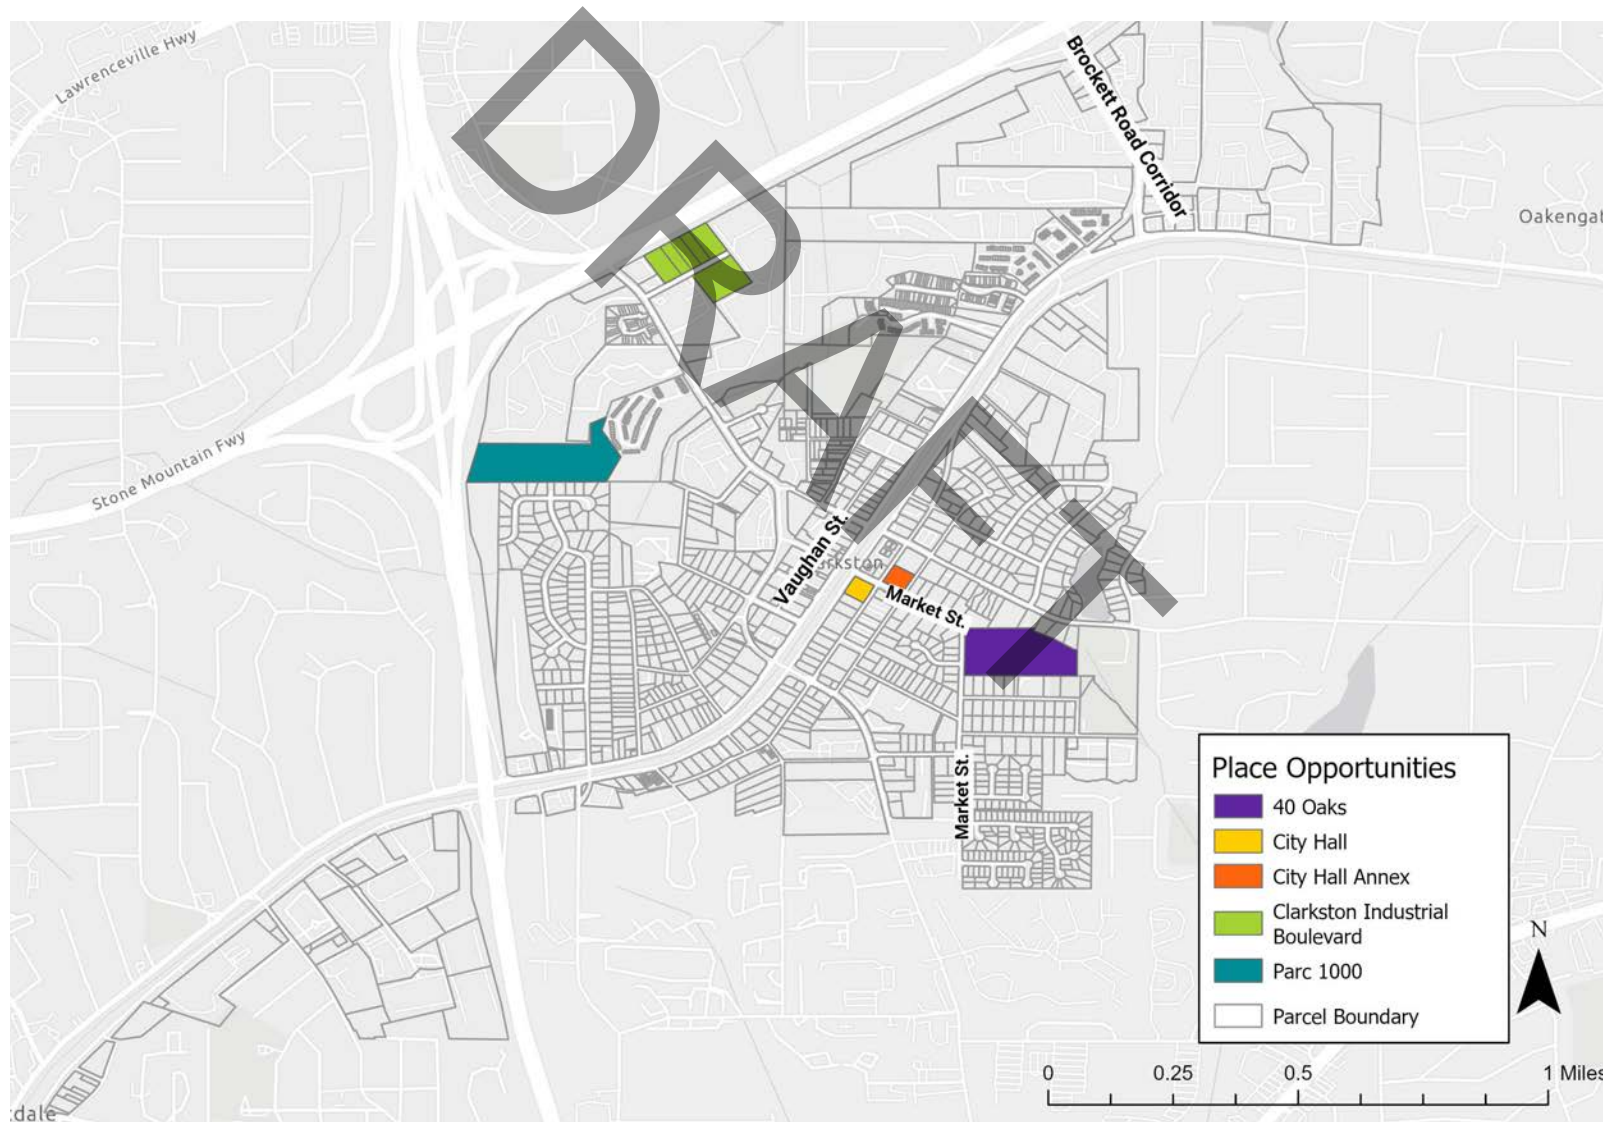 Lawrenceville Hwy
Brockett Road Corridor
Oakengat
Stone Mountain Fwy
DRAFT
Vaughan St.
rkston
Market St.
Market St.
Place Opportunities
40 Oaks
City Hall
City Hall Annex
Clarkston Industrial
Boulevard
Parc 1000
Parcel Boundary
N
0 0.25 0.5 1 Miles
dale